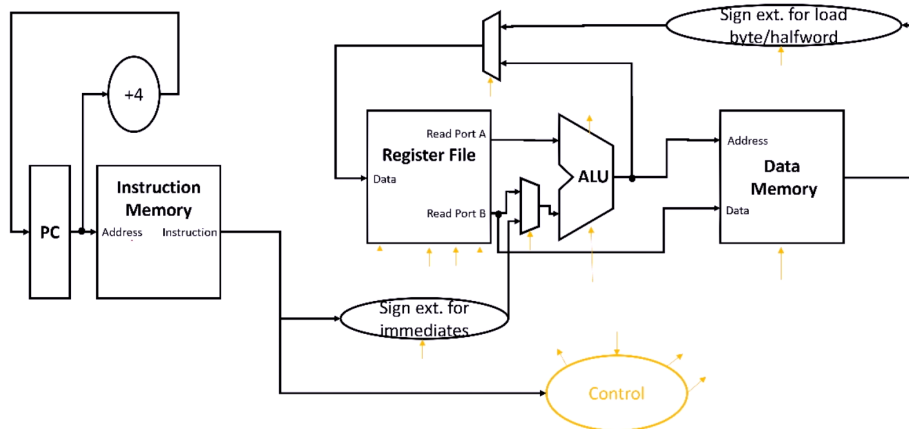 Sign ext. for load
byte/halfword
+4
Read Port A
Register File
ALU
Address
Data
Memory
Data
Instruction
Memory
Read Port B
Data
PC
Address
Instruction
Sign ext. for
immediates
Control